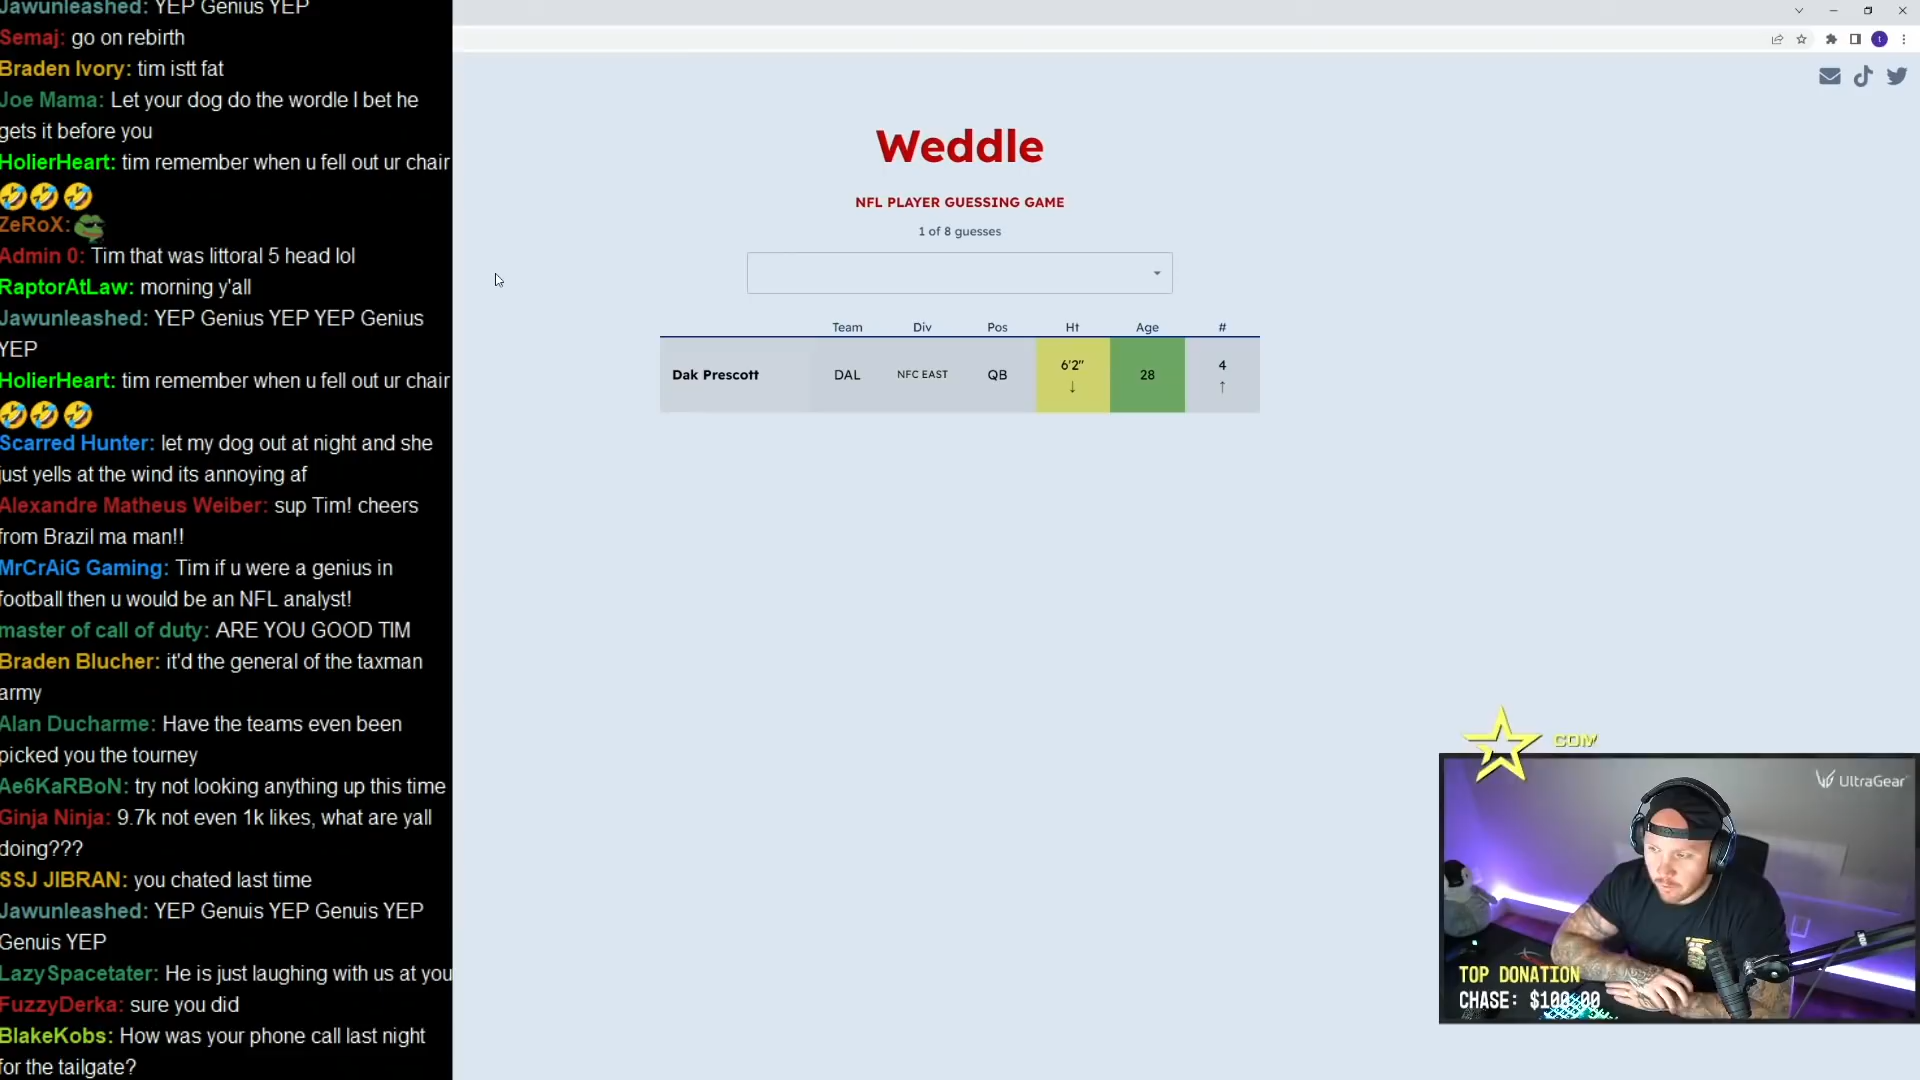 Jawunleashed: YEP Genius YEP
Semaj: go on rebirth
Braden Ivory: tim istt fat
Joe Mama: Let your dog do the wordle I bet he
gets it before you
HolierHeart: tim remember when u fell out ur chair
🤣🤣🤣
ZeRoX:
Admin 0: Tim that was littoral 5 head lol
RaptorAtLaw: morning y'all
Jawunleashed: YEP Genius YEP YEP Genius
YEP
HolierHeart: tim remember when u fell out ur chair
🤣🤣🤣
Scarred Hunter: let my dog out at night and she
just yells at the wind its annoying af
Alexandre Matheus Weiber: sup Tim! cheers
from Brazil ma man!!
MrCrAiG Gaming: Tim if u were a genius in
football then u would be an NFL analyst!
master of call of duty: ARE YOU GOOD TIM
Braden Blucher: it'd the general of the taxman
army
Alan Ducharme: Have the teams even been
picked you the tourney
Ae6KaRBoN: try not looking anything up this time
Ginja Ninja: 9.7k not even 1k likes, what are yall
doing???
SSJ JIBRAN: you chated last time
Jawunleashed: YEP Genuis YEP Genuis YEP
Genuis YEP
LazySpacetater: He is just laughing with us at you
FuzzyDerka: sure you did
BlakeKobs: How was your phone call last night
for the tailgate?
Weddle
NFL PLAYER GUESSING GAME
1 of 8 guesses
Team Div Pos Ht Age #
Dak Prescott DAL NFC EAST QB 6'2" ↓ 28 4 ↑
COM
UltraGear
TOP DONATION
CHASE: $100.00